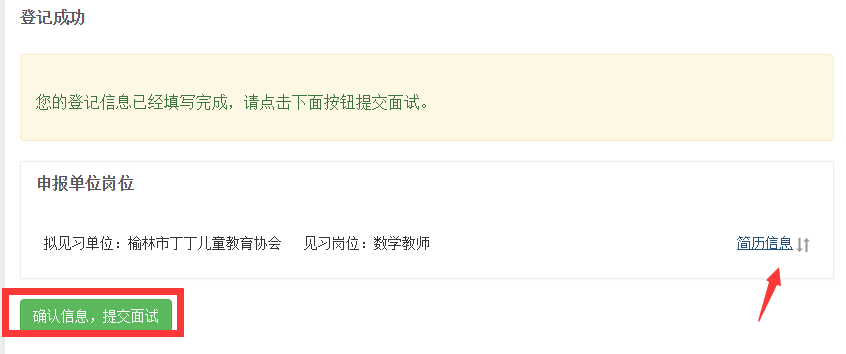 登记成功
您的登记信息已经填写完成，请点击下面按钮提交面试。
申报单位岗位
拟见习单位：榆林市丁丁儿童教育协会 见习岗位：数学教师 简历信息
确认信息，提交面试